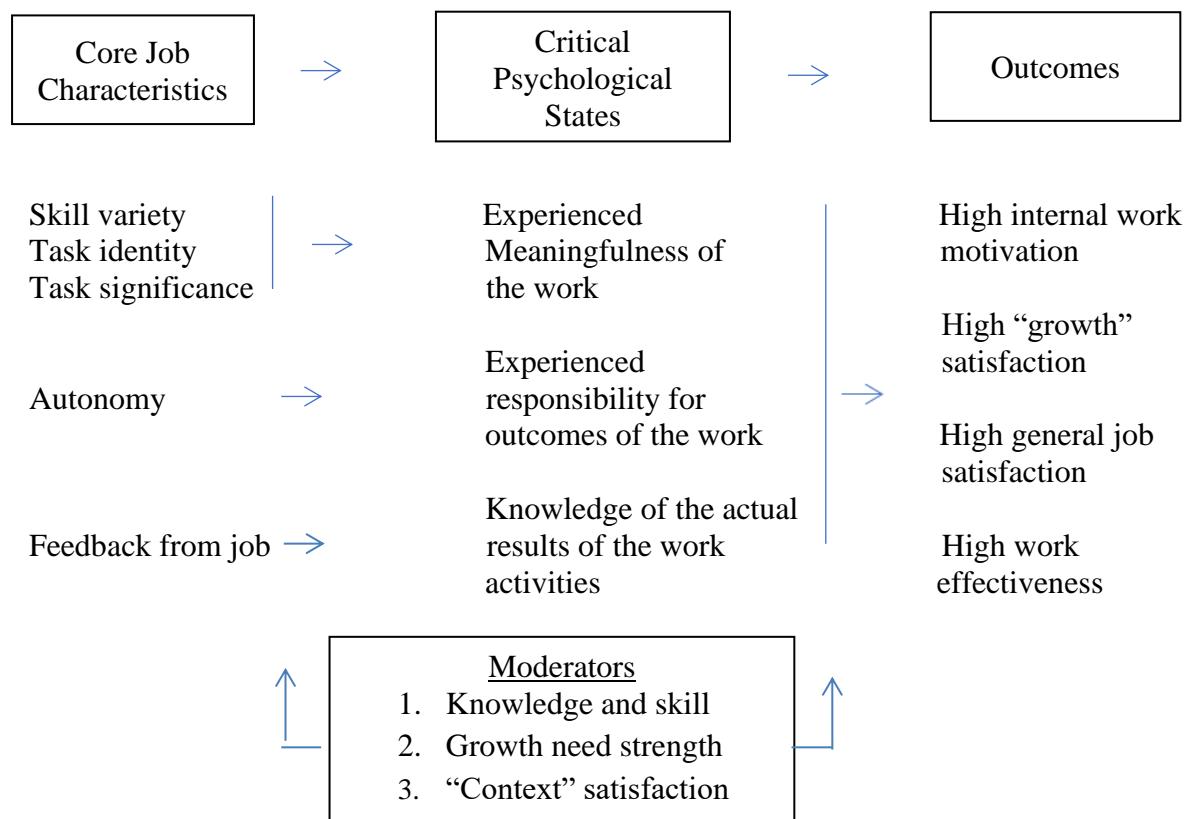 Core Job
Characteristics
Critical
Psychological
States
Outcomes
Skill variety
Task identity
Task significance
Experienced
Meaningfulness of
the work
High internal work
motivation
High “growth”
satisfaction
Autonomy
Experienced
responsibility for
outcomes of the work
High general job
satisfaction
Feedback from job
Knowledge of the actual
results of the work
activities
High work
effectiveness
Moderators
1. Knowledge and skill
2. Growth need strength
3. “Context” satisfaction